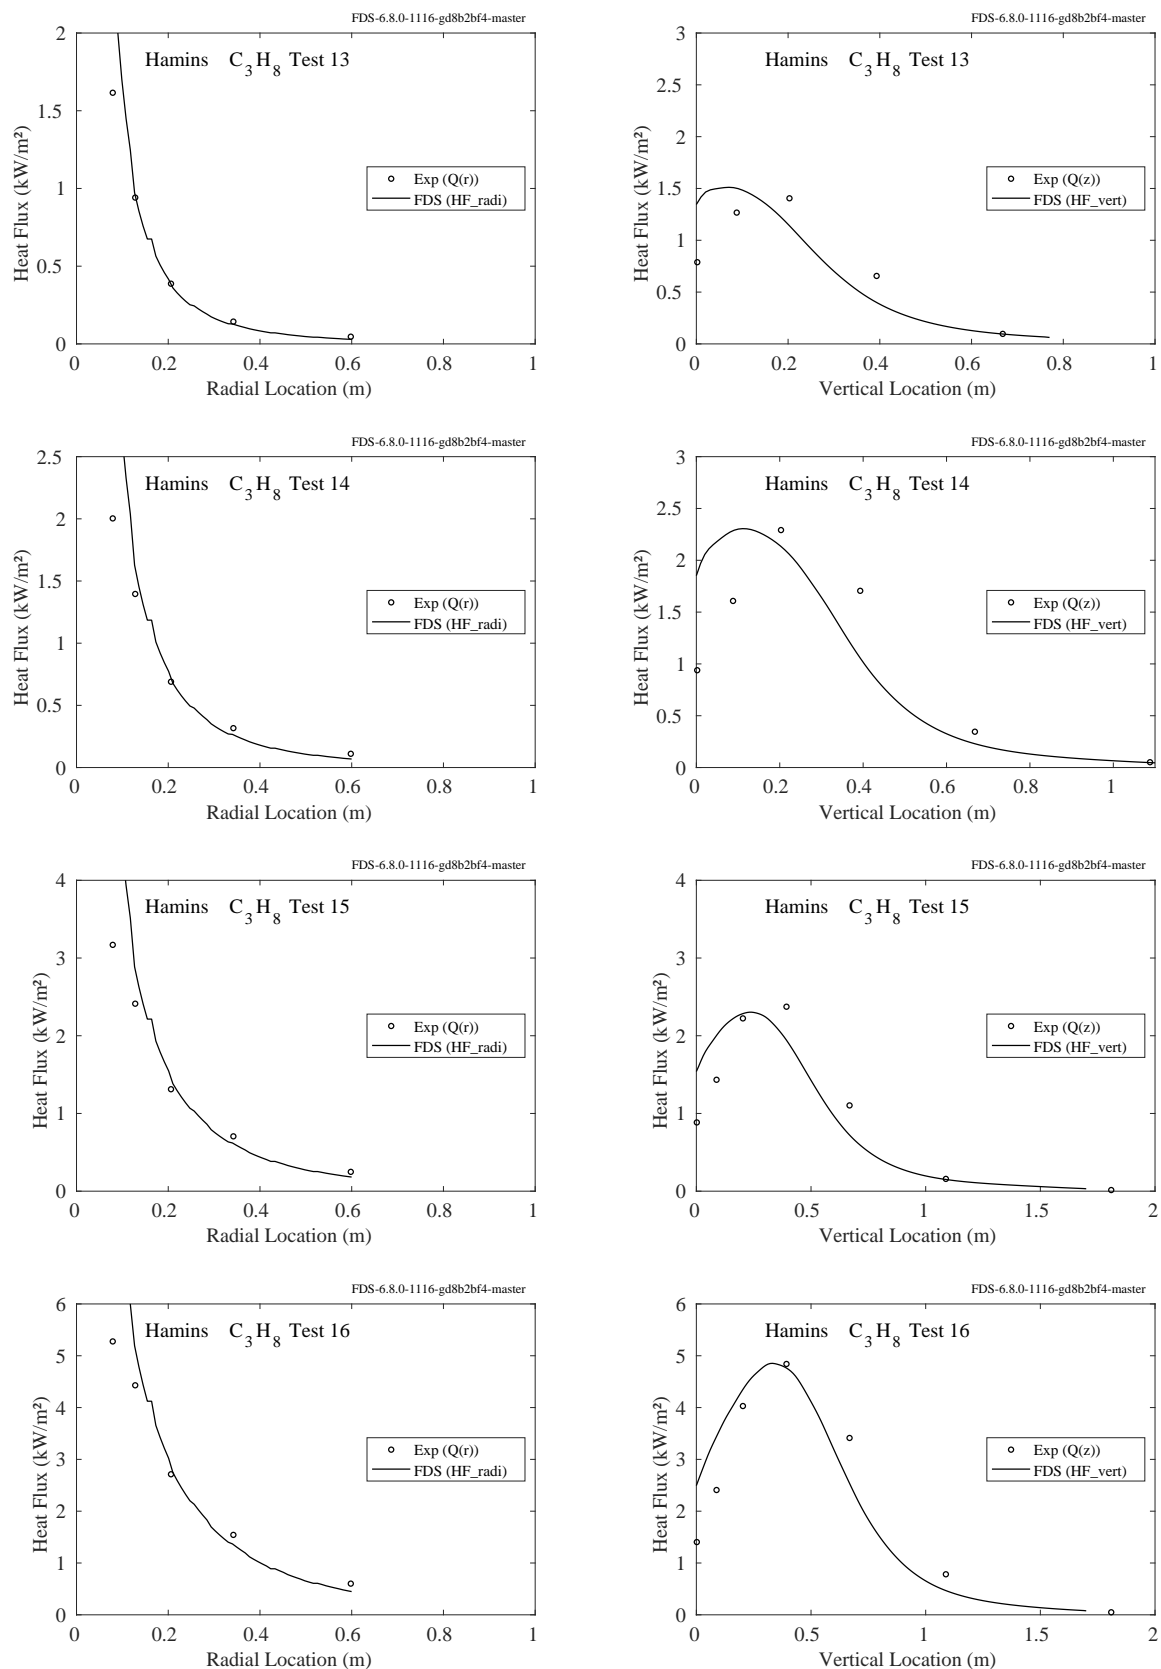 FDS-6.8.0-1116-gd8b2bf4-master
Hamins C3H8 Test 13
Heat Flux (kW/m²)
2
1.5
1
0.5
0
Exp (Q(r))
FDS (HF_radi)
0 0.2 0.4 0.6 0.8 1
Radial Location (m)
FDS-6.8.0-1116-gd8b2bf4-master
Hamins C3H8 Test 13
Heat Flux (kW/m²)
3
2.5
2
1.5
1
0.5
0
Exp (Q(z))
FDS (HF_vert)
0 0.2 0.4 0.6 0.8 1
Vertical Location (m)
FDS-6.8.0-1116-gd8b2bf4-master
Hamins C3H8 Test 14
Heat Flux (kW/m²)
2.5
2
1.5
1
0.5
0
Exp (Q(r))
FDS (HF_radi)
0 0.2 0.4 0.6 0.8 1
Radial Location (m)
FDS-6.8.0-1116-gd8b2bf4-master
Hamins C3H8 Test 14
Heat Flux (kW/m²)
3
2.5
2
1.5
1
0.5
0
Exp (Q(z))
FDS (HF_vert)
0 0.2 0.4 0.6 0.8 1
Vertical Location (m)
FDS-6.8.0-1116-gd8b2bf4-master
Hamins C3H8 Test 15
Heat Flux (kW/m²)
4
3
2
1
0
Exp (Q(r))
FDS (HF_radi)
0 0.2 0.4 0.6 0.8 1
Radial Location (m)
FDS-6.8.0-1116-gd8b2bf4-master
Hamins C3H8 Test 15
Heat Flux (kW/m²)
4
3
2
1
0
Exp (Q(z))
FDS (HF_vert)
0 0.5 1 1.5 2
Vertical Location (m)
FDS-6.8.0-1116-gd8b2bf4-master
Hamins C3H8 Test 16
Heat Flux (kW/m²)
6
5
4
3
2
1
0
Exp (Q(r))
FDS (HF_radi)
0 0.2 0.4 0.6 0.8 1
Radial Location (m)
FDS-6.8.0-1116-gd8b2bf4-master
Hamins C3H8 Test 16
Heat Flux (kW/m²)
6
5
4
3
2
1
0
Exp (Q(z))
FDS (HF_vert)
0 0.5 1 1.5 2
Vertical Location (m)